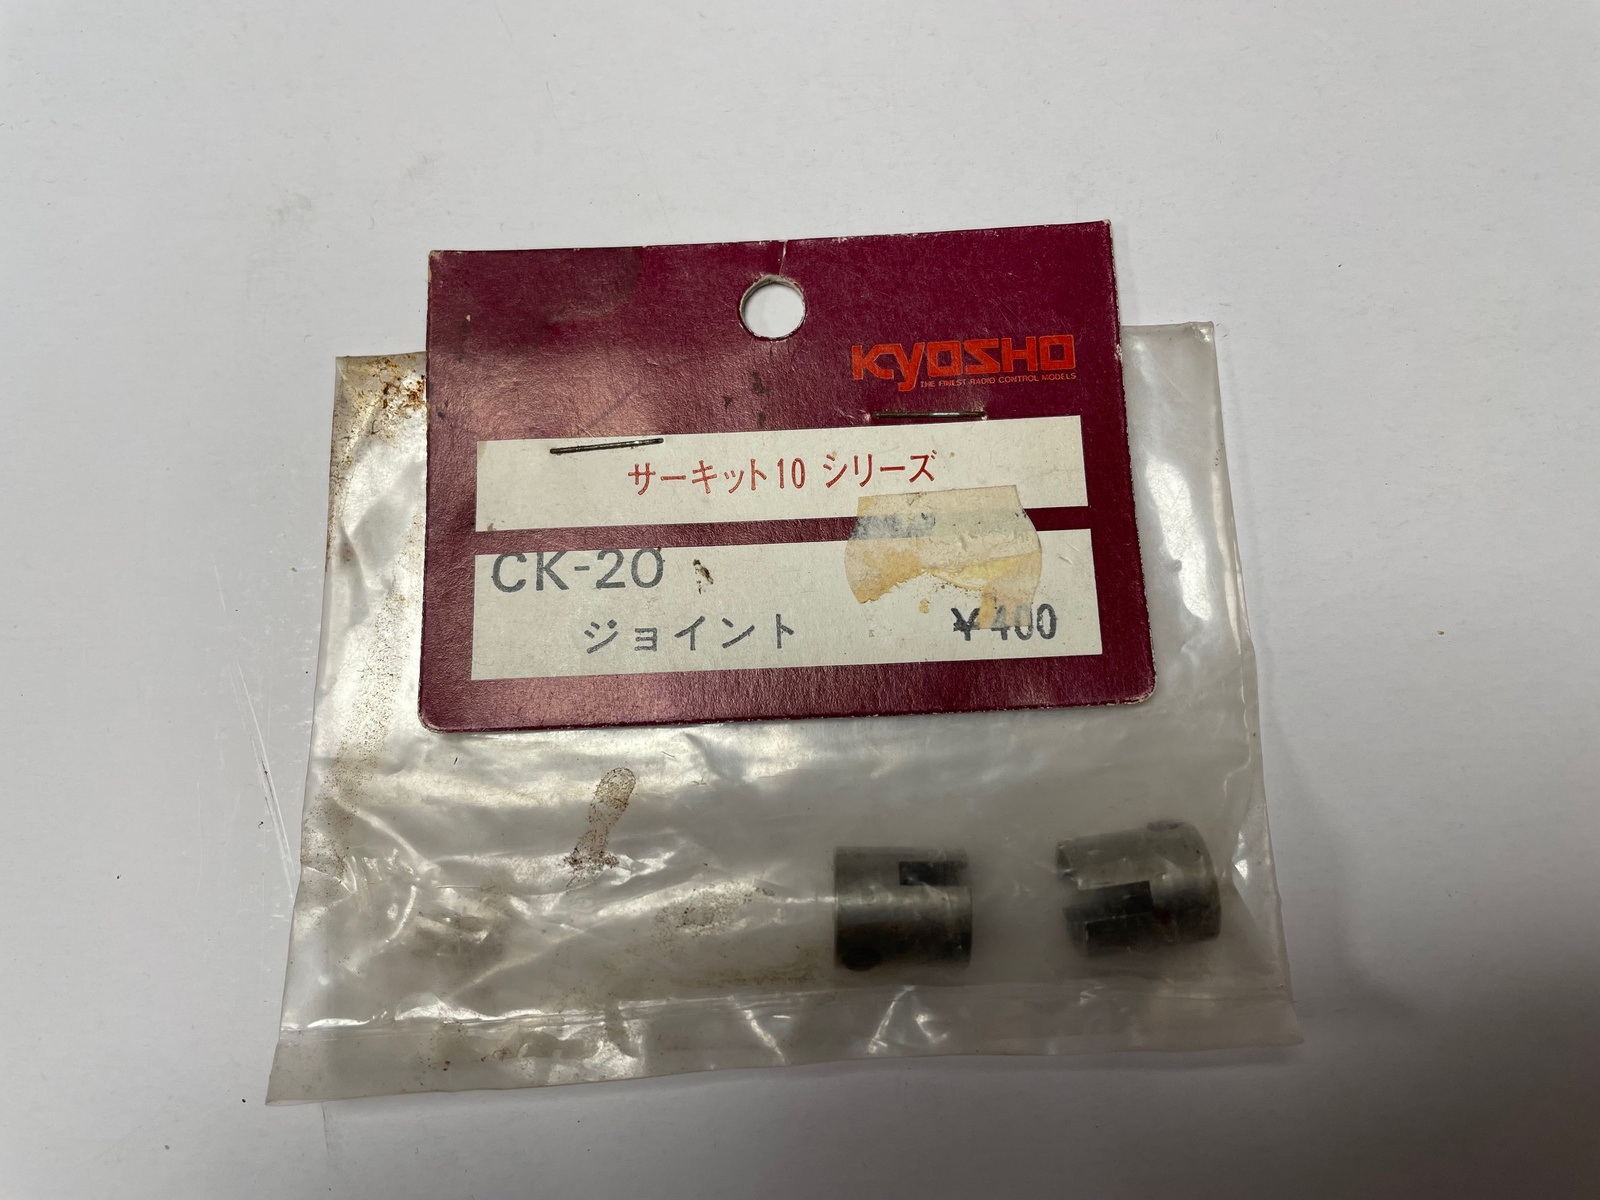 KYOSHO
THE FINEST RADIO CONTROL MODELS
サーキット10 シリーズ
CK-20
ジョイント
¥400